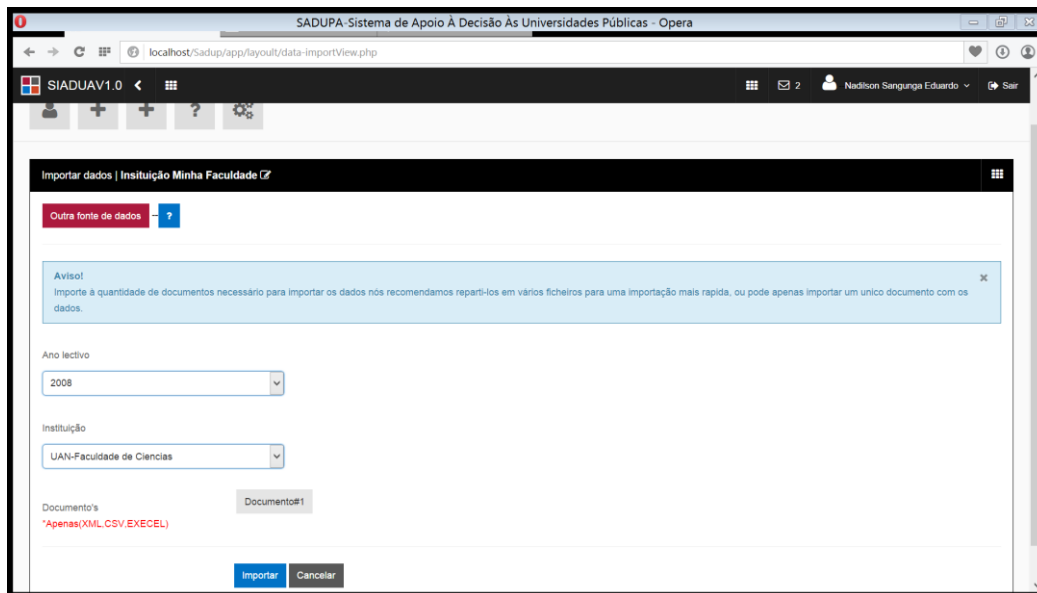 SADUPA-Sistema de Apoio À Decisão Às Universidades Públicas - Opera
localhost/Sadup/app/layoult/data-importView.php
SIADUAV1.0
2
Nadilson Sangunga Eduardo
Sair
?
Importar dados | Insituição Minha Faculdade
Outra fonte de dados
– ?
Aviso!
Importe à quantidade de documentos necessário para importar os dados nós recomendamos reparti-los em vários ficheiros para uma importação mais rapida, ou pode apenas importar um unico documento com os
dados.
Ano lectivo
2008
Instituição
UAN-Faculdade de Ciencias
Documento's
Documento#1
*Apenas(XML,CSV,EXECEL)
Importar
Cancelar